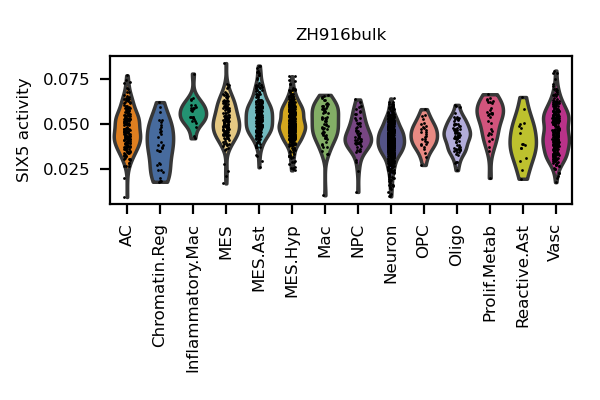 ZH916bulk
SIX5 activity
0.075
0.050
0.025
AC
Chromatin.Reg
Inflammatory.Mac
MES
MES.Ast
MES.Hyp
Mac
NPC
Neuron
OPC
Oligo
Prolif.Metab
Reactive.Ast
Vasc